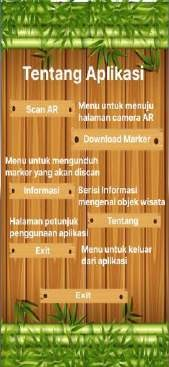 Tentang Aplikasi
Scan AR
Menu untuk menuju
halaman camera AR
Download Marker
Menu untuk mengunduh
marker yang akan discan
Informasi
Berisi Informasi
mengenai objek wisata
Halaman petunjuk
penggunaan aplikasi
Tentang
Exit
Menu untuk keluar
dari aplikasi
Exit